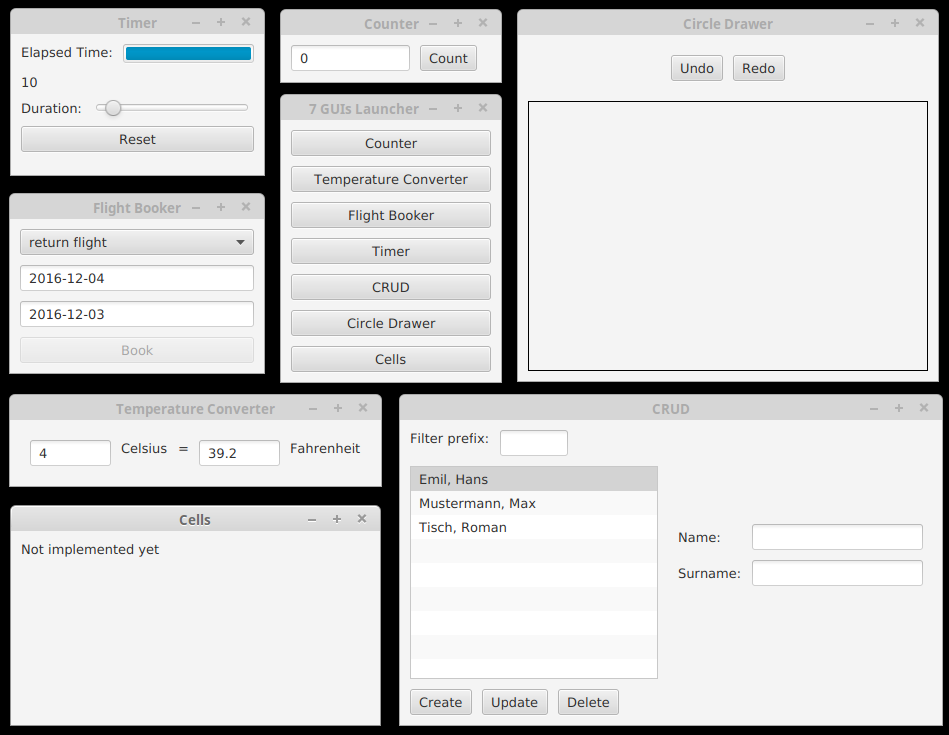 Timer
Elapsed Time:
10
Duration:
Reset
Counter
0 Count
7 GUIs Launcher
Counter
Temperature Converter
Flight Booker
Timer
CRUD
Circle Drawer
Cells
Circle Drawer
Undo Redo
Flight Booker
return flight
2016-12-04
2016-12-03
Book
Temperature Converter
4 Celsius = 39.2 Fahrenheit
Cells
Not implemented yet
CRUD
Filter prefix:
Emil, Hans
Mustermann, Max
Tisch, Roman
Name:
Surname:
Create Update Delete